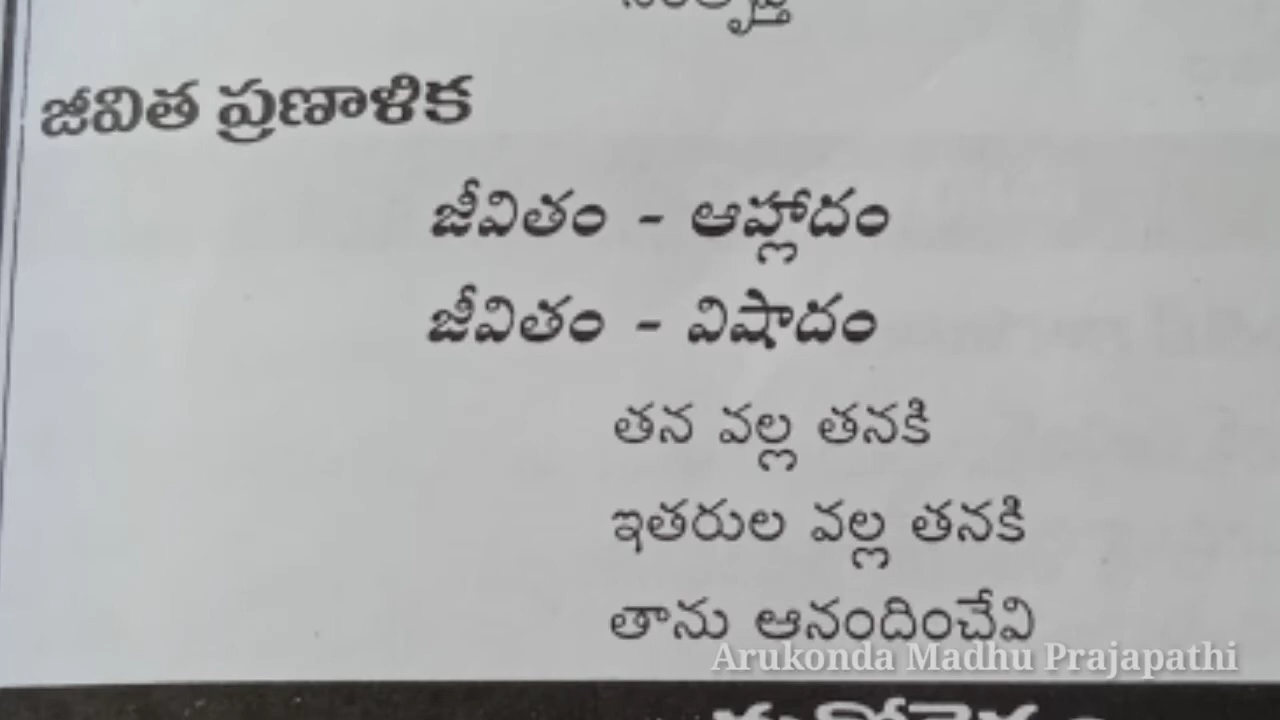 జీవిత ప్రణాళిక
జీవితం - ఆహ్లాదం
జీవితం - విషాదం
తన వల్ల తనకి
ఇతరుల వల్ల తనకి
తాను ఆనందించేవి
Arukonda Madhu Prajapathi